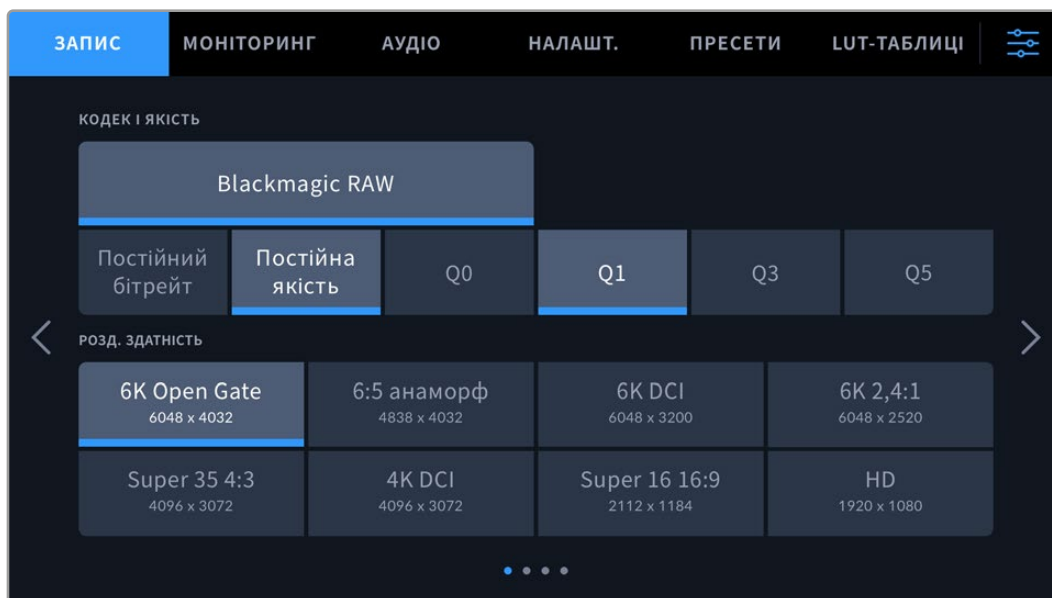 ЗАПИС МОНІТОРИНГ АУДІО НАЛАШТ. ПРЕСЕТИ LUT-ТАБЛИЦІ
КОДЕК І ЯКІСТЬ
Blackmagic RAW
Постійний бітрейт Постійна якість Q0 Q1 Q3 Q5
РОЗД. ЗДАТНІСТЬ
6K Open Gate 6:5 анаморф 6K DCI 6K 2,4:1
6048 x 4032 4838 x 4032 6048 x 3200 6048 x 2520
Super 35 4:3 4K DCI Super 16 16:9 HD
4096 x 3072 4096 x 3072 2112 x 1184 1920 x 1080